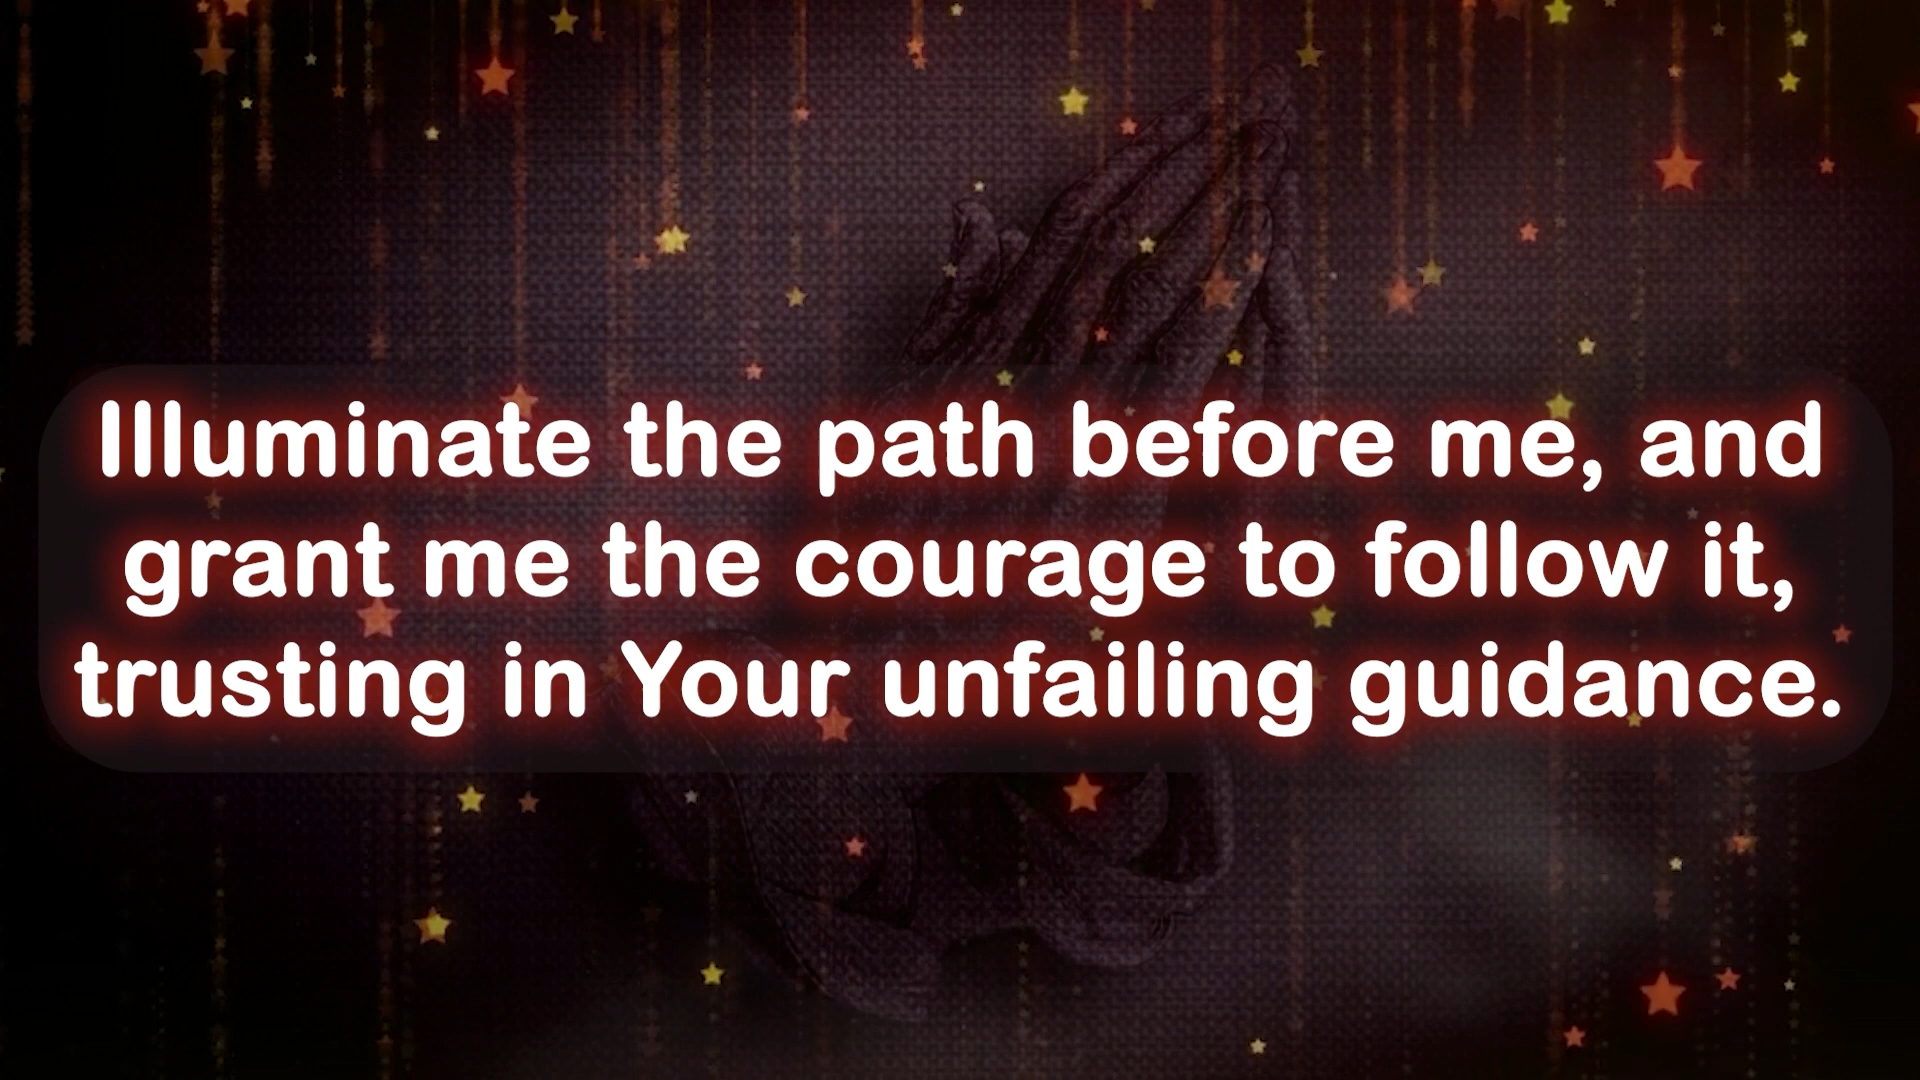 Illuminate the path before me, and
grant me the courage to follow it,
trusting in Your unfailing guidance.